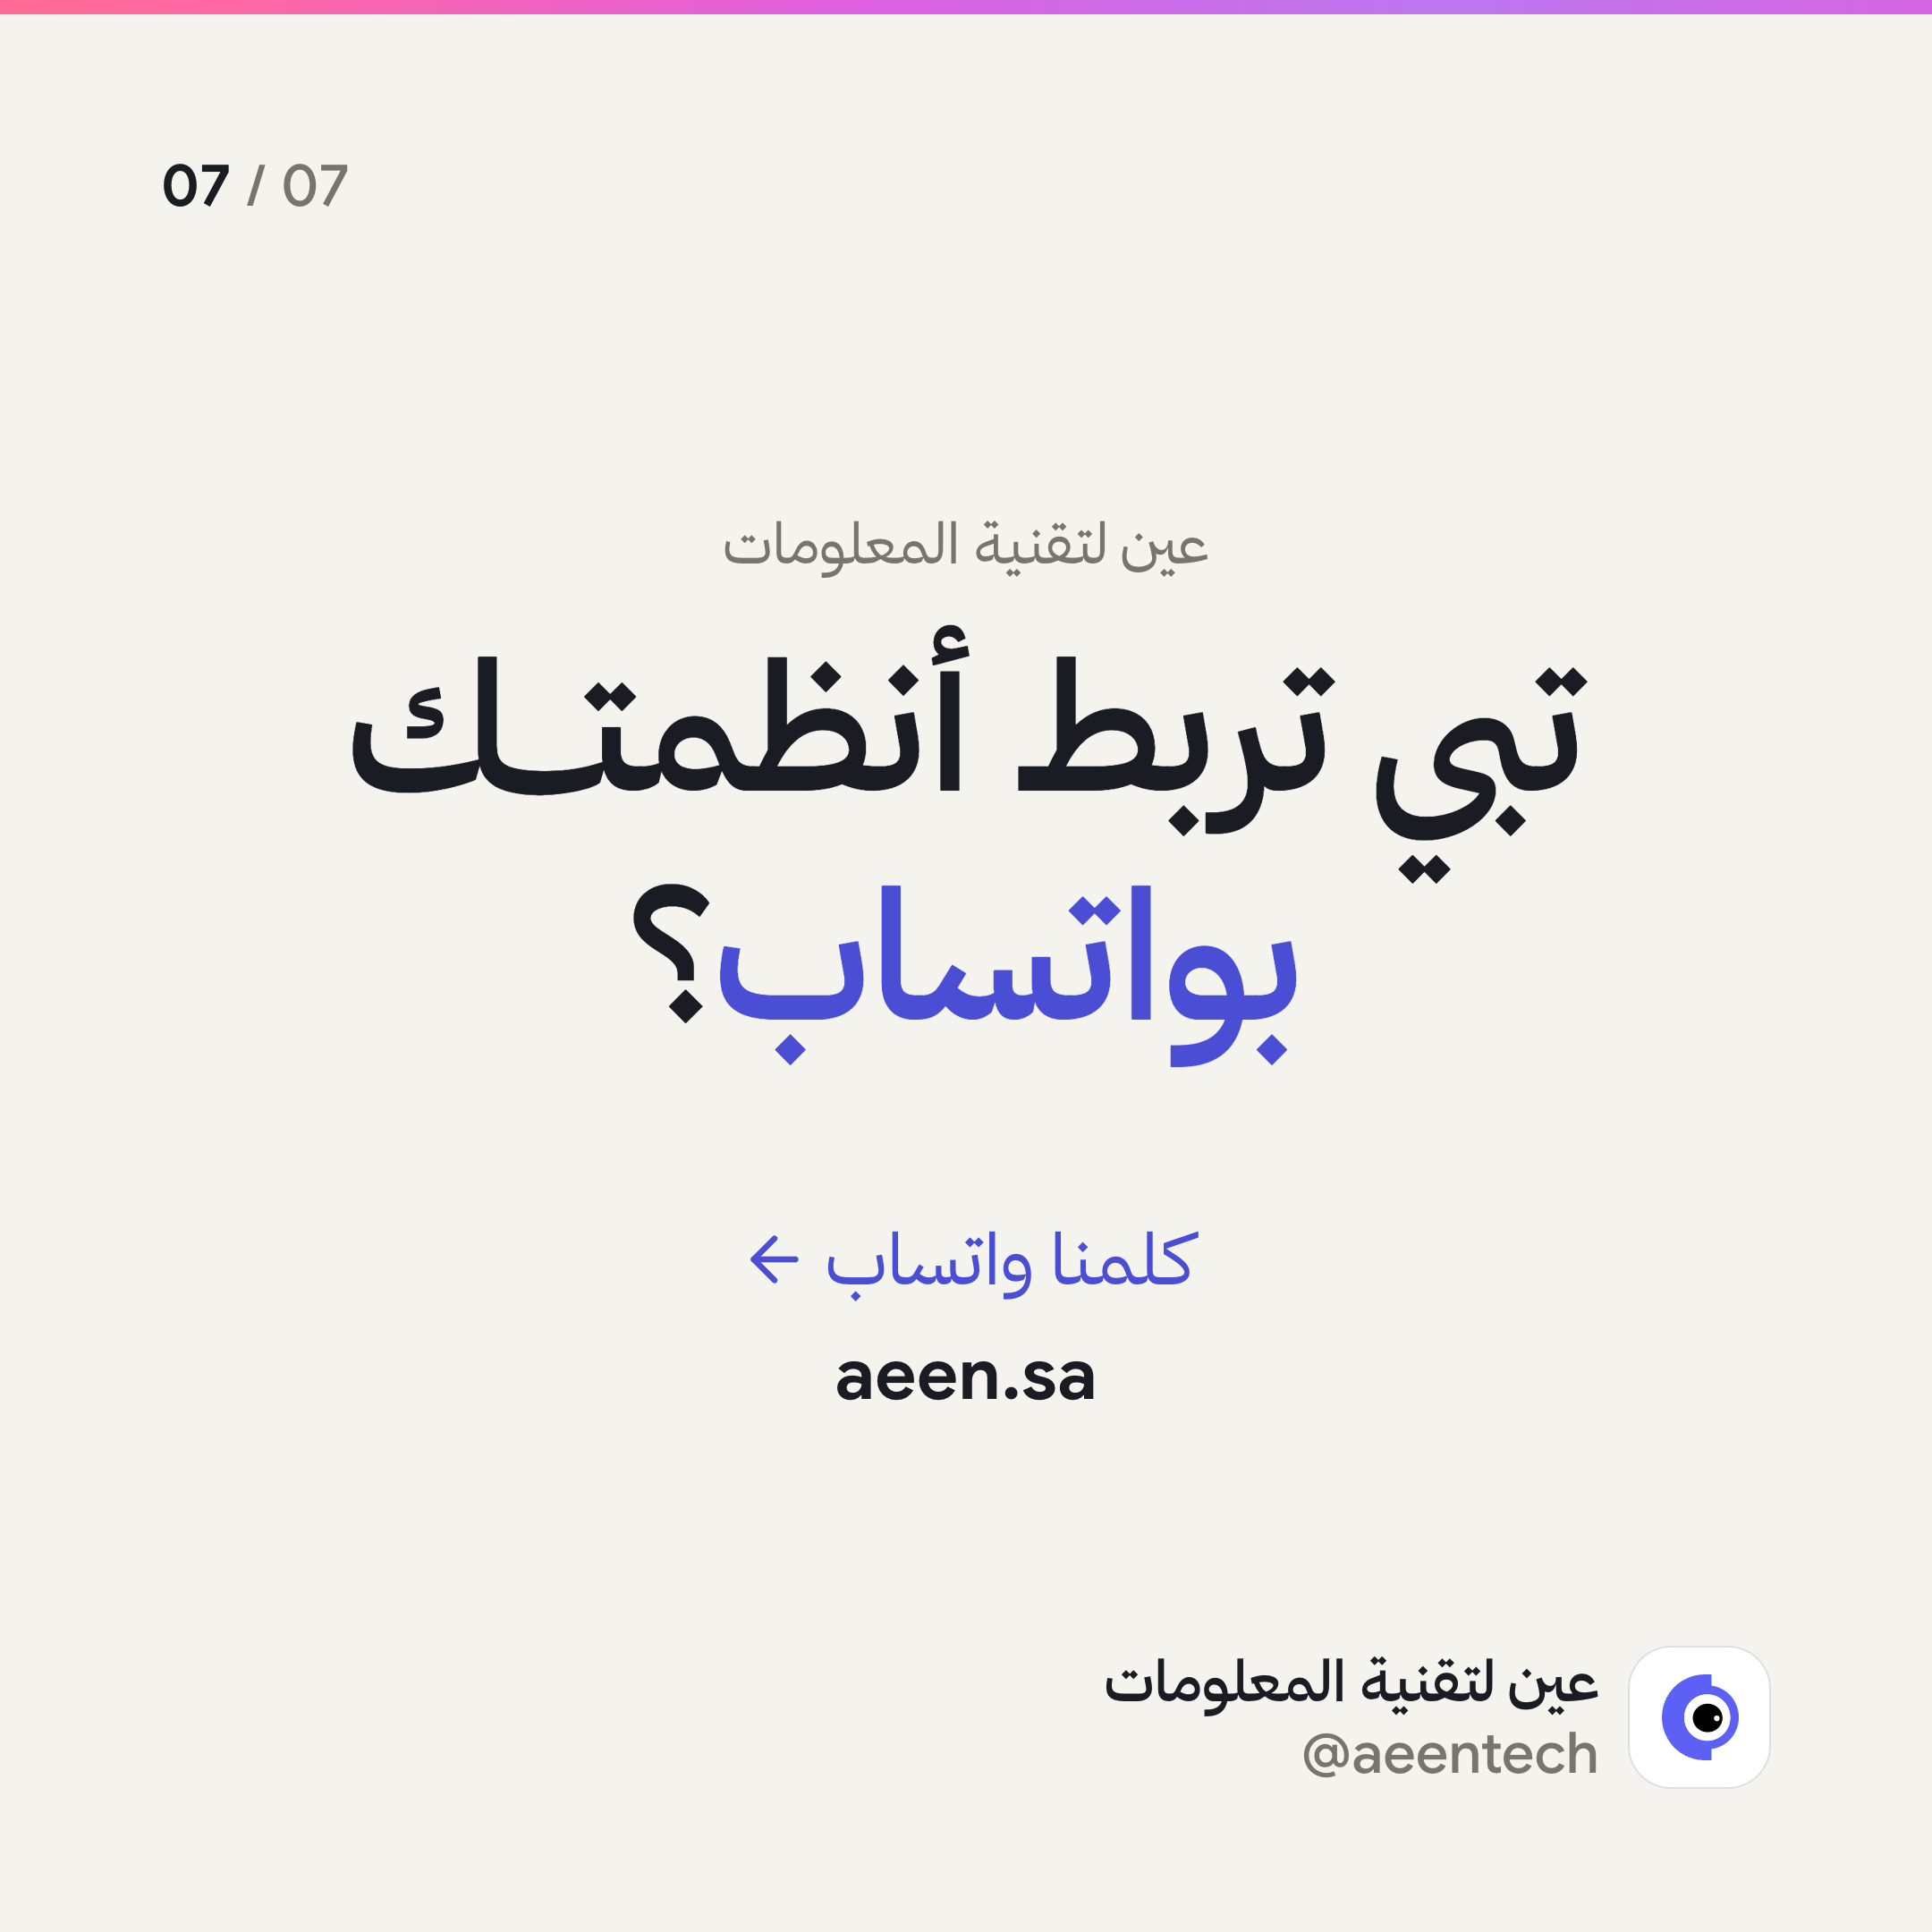 07 / 07
عين لتقنية المعلومات
تبي تربط أنظمتـك
بواتساب؟
كلمنا واتساب ←
aeen.sa
عين لتقنية المعلومات
@aeentech